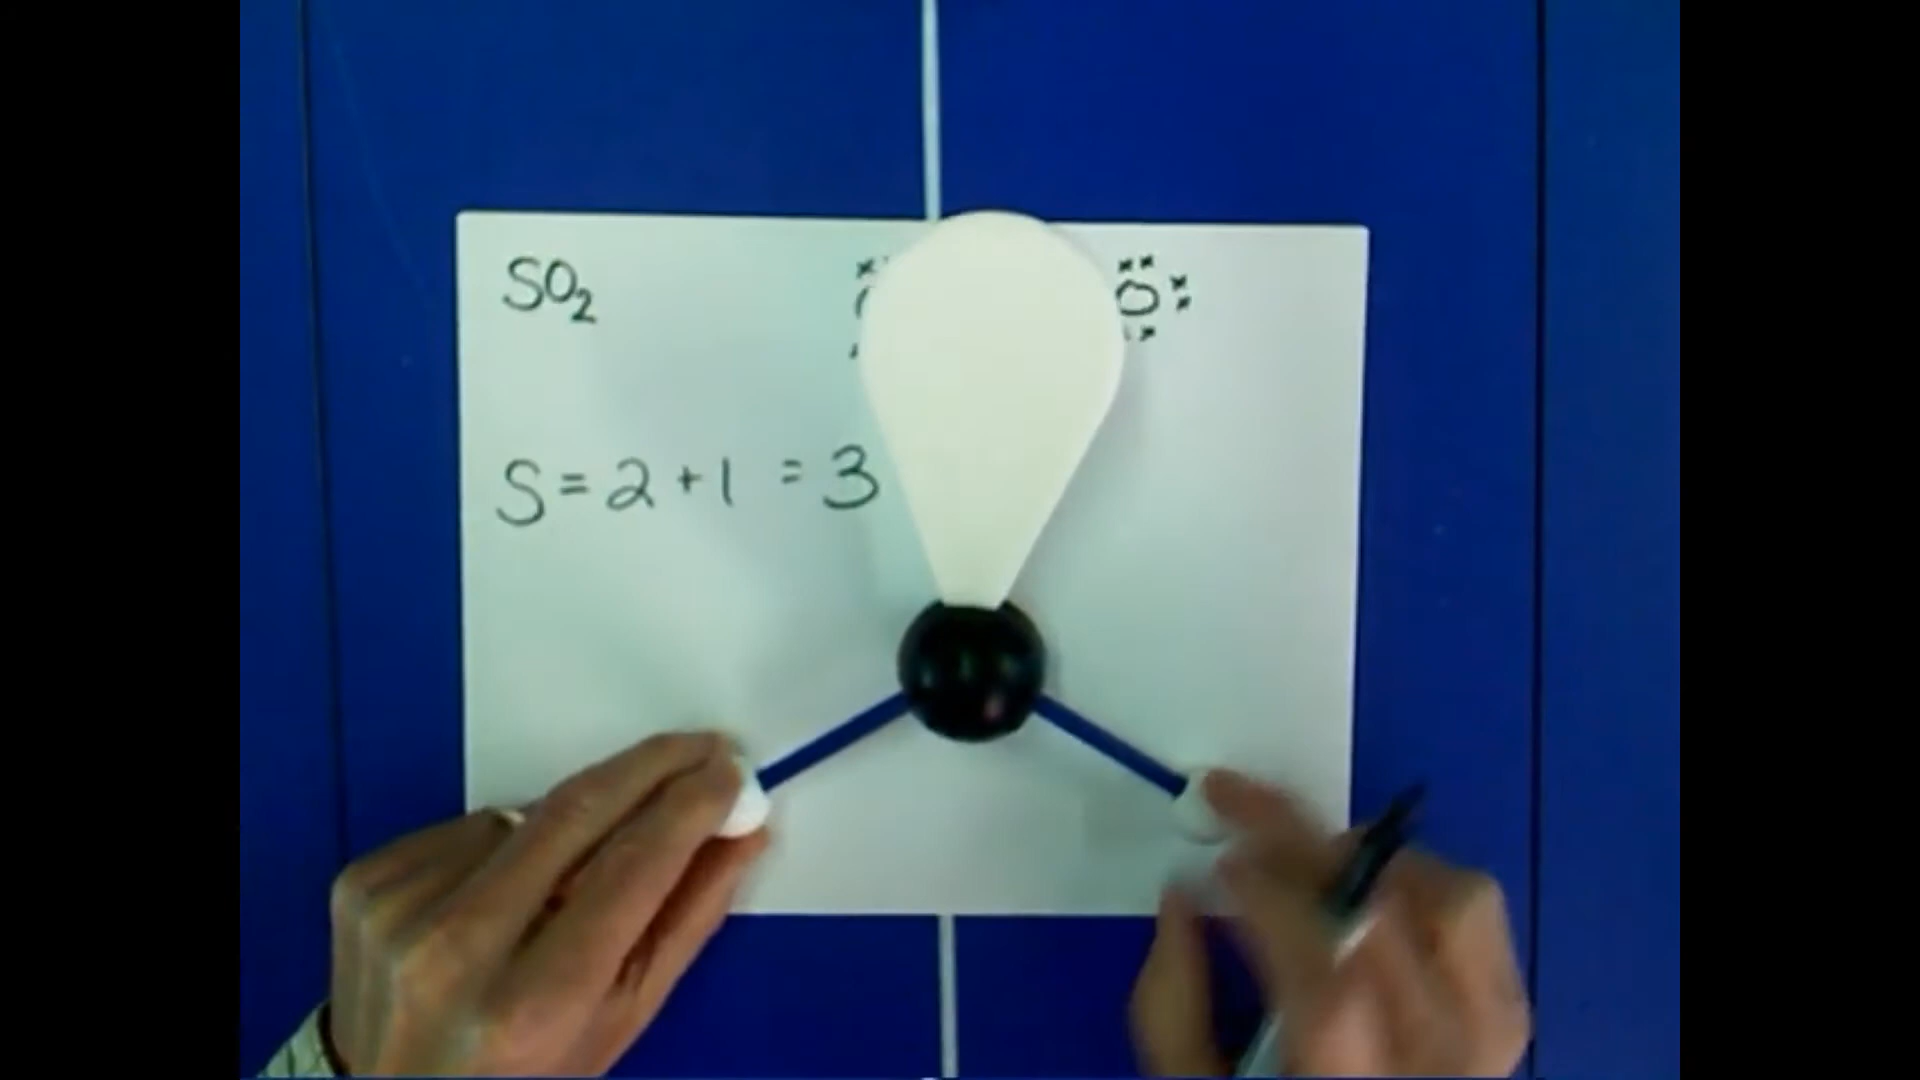 SO₂
O
S = 2 + 1 = 3